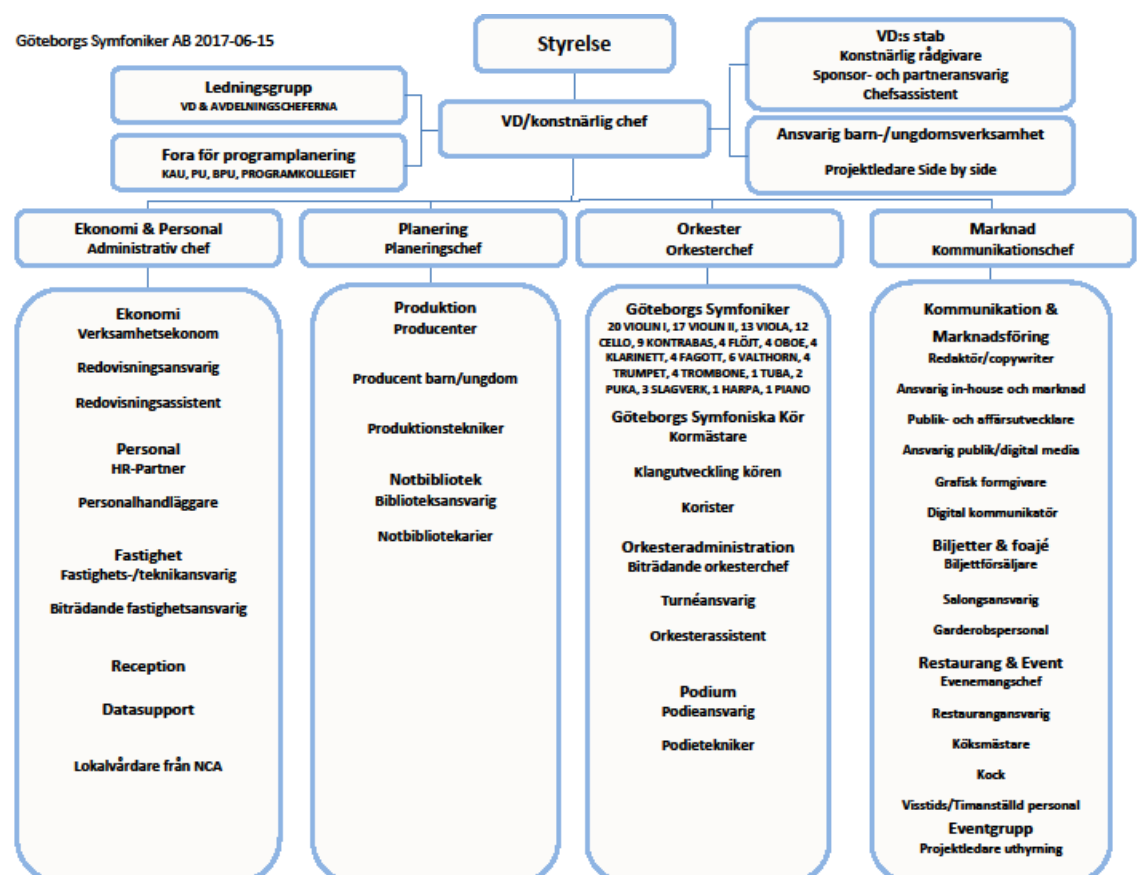 Göteborgs Symfoniker AB 2017-06-15
Styrelse
VD:s stab
Konstnärlig rådgivare
Sponsor- och partneransvarig
Chefsassistent
Ledningsgrupp
VD & AVDELNINGSCHEFERNA
VD/konstnärlig chef
Ansvarig barn-/ungdomsverksamhet
Projektledare Side by side
Fora för programplanering
KAU, PU, BPU, PROGRAMKOLLEGIET
Ekonomi & Personal
Administrativ chef
Planering
Planeringschef
Orkester
Orkesterchef
Marknad
Kommunikationschef
Ekonomi
Verksamhetsekonom
Redovisningsansvarig
Redovisningsassistent
Personal
HR-Partner
Personalhandläggare
Fastighet
Fastighets-/teknikansvarig
Biträdande fastighetsansvarig
Reception
Datasupport
Lokalvårdare från NCA
Produktion
Producenter
Producent barn/ungdom
Produktionstekniker
Notbibliotek
Biblioteksansvarig
Notbibliotekarier
Göteborgs Symfoniker
20 VIOLIN I, 17 VIOLIN II, 13 VIOLA, 12
CELLO, 9 KONTRABAS, 4 FLÖJT, 4 OBOE, 4
KLARINETT, 4 FAGOTT, 6 VALTHORN, 4
TRUMPET, 4 TROMBONE, 1 TUBA, 2
PUKA, 3 SLAGVERK, 1 HARPA, 1 PIANO
Göteborgs Symfoniska Kör
Kormästare
Klangutveckling kören
Korister
Orkesteradministration
Biträdande orkesterchef
Turnéansvarig
Orkesterassistent
Podium
Podieansvarig
Podietekniker
Kommunikation &
Marknadsföring
Redaktör/copywriter
Ansvarig in-house och marknad
Publik- och affärsutvecklare
Ansvarig publik/digital media
Grafisk formgivare
Digital kommunikatör
Biljetter & foajé
Biljettförsäljare
Salongsansvarig
Garderobspersonal
Restaurang & Event
Evenemangschef
Restaurangansvarig
Köksmästare
Kock
Visstids/Timanställd personal
Eventgrupp
Projektledare uthyrning